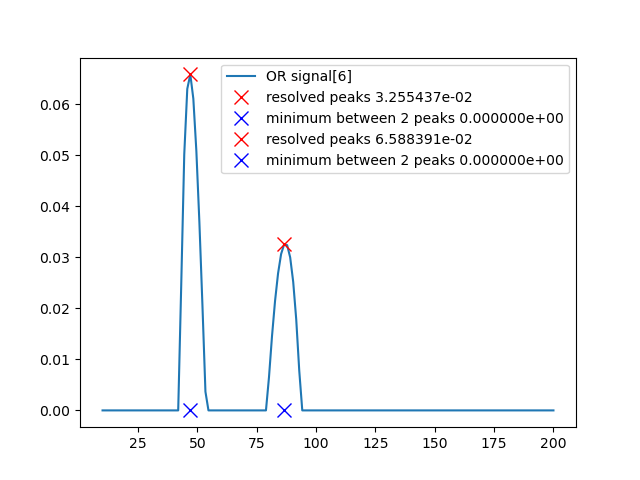 OR signal[6]
resolved peaks 3.255437e-02
minimum between 2 peaks 0.000000e+00
resolved peaks 6.588391e-02
minimum between 2 peaks 0.000000e+00
0.06
0.05
0.04
0.03
0.02
0.01
0.00
25 50 75 100 125 150 175 200